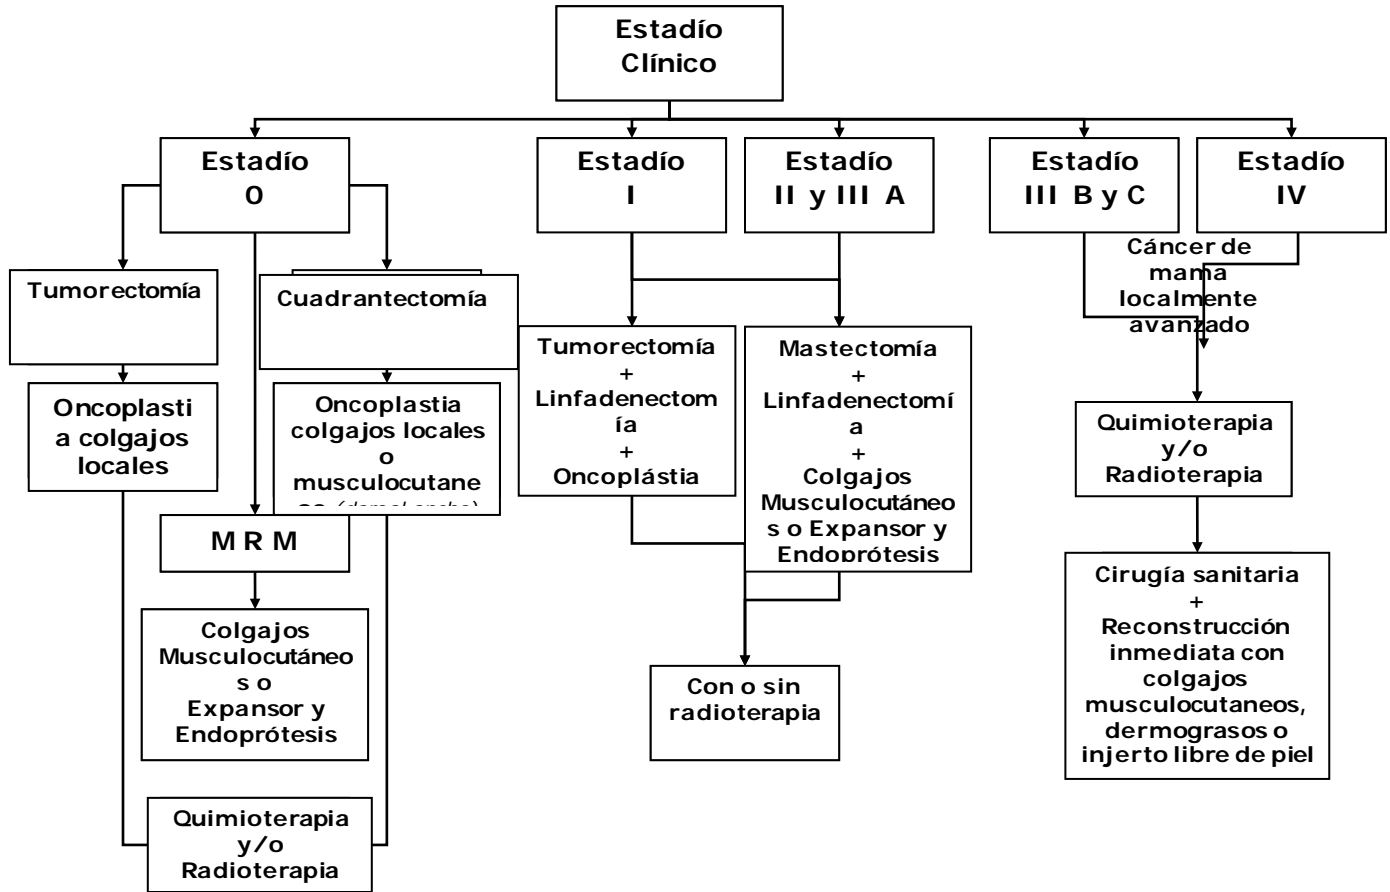 Estadío
Clínico
Estadío
0
Estadío
I
Estadío
II y III A
Estadío
III B y C
Estadío
IV
Cáncer de
mama
localmente
avanzado
Tumorectomía
Cuadrantectomía
Oncoplasti
a colgajos
locales
Oncoplastia
colgajos locales
o
musculocutane
M R M
Colgajos
Musculocutáneo
s o
Expansor y
Endoprótesis
Quimioterapia
y/o
Radioterapia
Tumorectomía
+
Linfadenectom
ía
+
Oncoplástia
Mastectomía
+
Linfadenectomí
a
+
Colgajos
Musculocutáneo
s o Expansor y
Endoprótesis
Con o sin
radioterapia
Quimioterapia
y/o
Radioterapia
Cirugía sanitaria
+
Reconstrucción
inmediata con
colgajos
musculocutaneos,
dermograsos o
injerto libre de piel